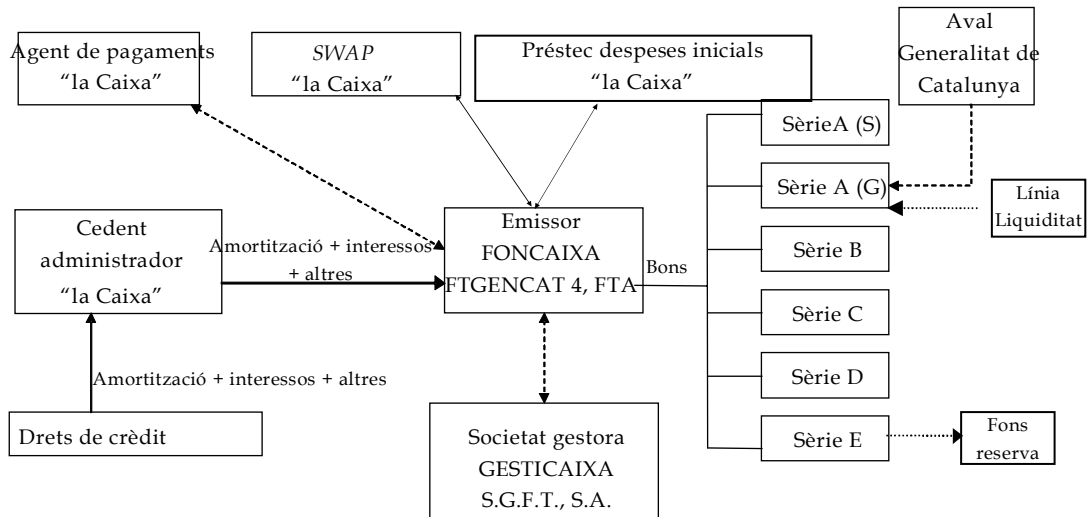 Agent de pagaments
“la Caixa”
SWAP
“la Caixa”
Préstec despeses inicials
“la Caixa”
Aval
Generalitat de
Catalunya
SèrieA (S)
Sèrie A (G)
Línia
Liquiditat
Cedent
administrador
“la Caixa”
Amortització + interessos
+ altres
Emissor
FONCAIXA
FTGENCAT 4, FTA
Bons
Sèrie B
Sèrie C
Sèrie D
Sèrie E
Fons
reserva
Amortització + interessos + altres
Drets de crèdit
Societat gestora
GESTICAIXA
S.G.F.T., S.A.